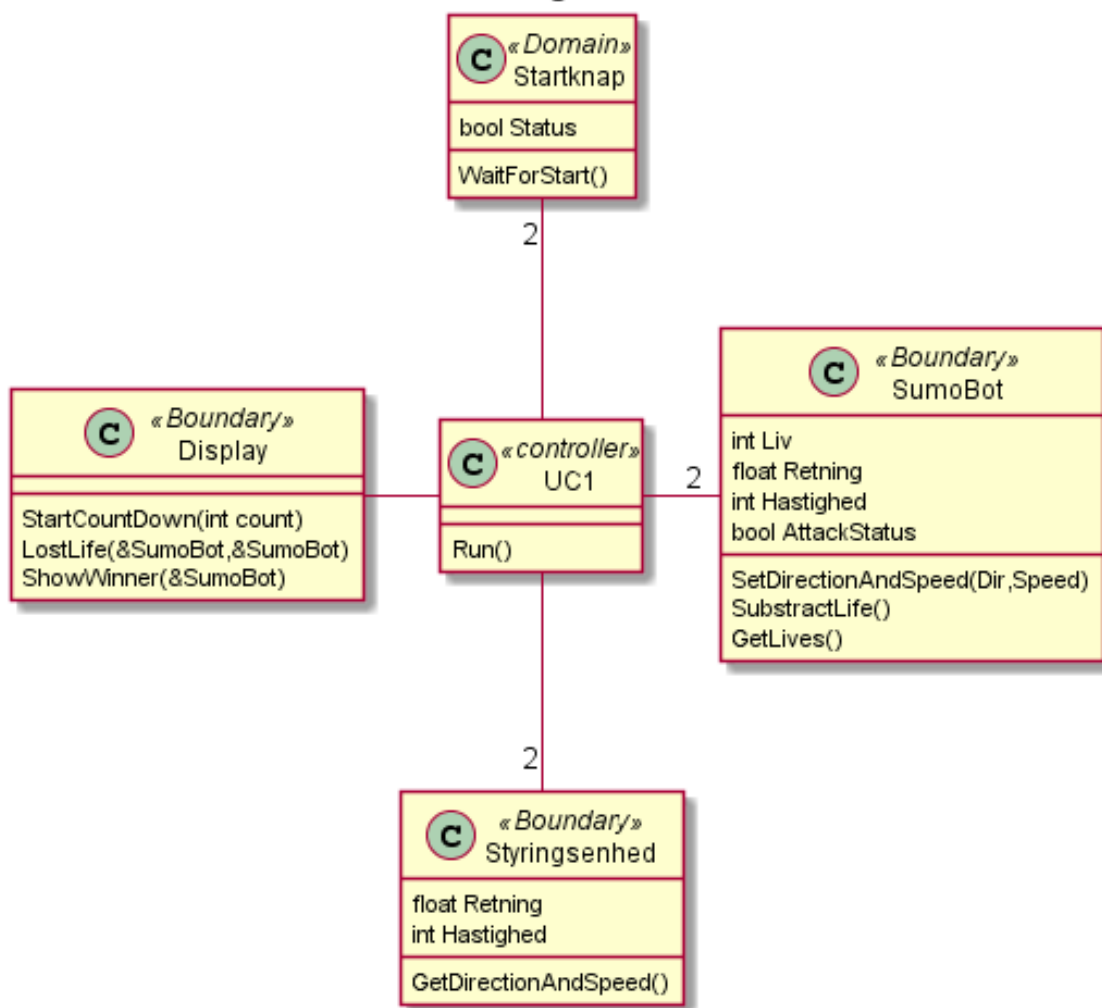 C
«Domain»
Startknap
bool Status
WaitForStart()
2
C
«Boundary»
Display
StartCountDown(int count)
LostLife(&SumoBot,&SumoBot)
ShowWinner(&SumoBot)
C
«controller»
UC1
Run()
2
C
«Boundary»
SumoBot
int Liv
float Retning
int Hastighed
bool AttackStatus
SetDirectionAndSpeed(Dir,Speed)
SubstractLife()
GetLives()
2
C
«Boundary»
Styringsenhed
float Retning
int Hastighed
GetDirectionAndSpeed()